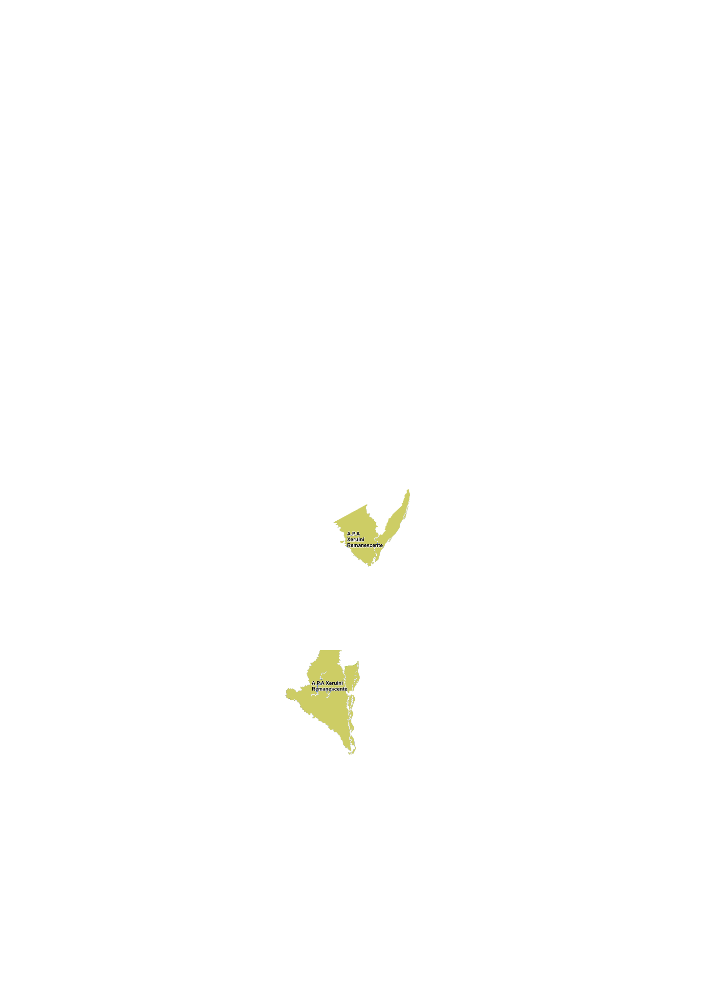 A.P.A
Xeruini
Remanescente
A.P.A Xeruini
Remanescente